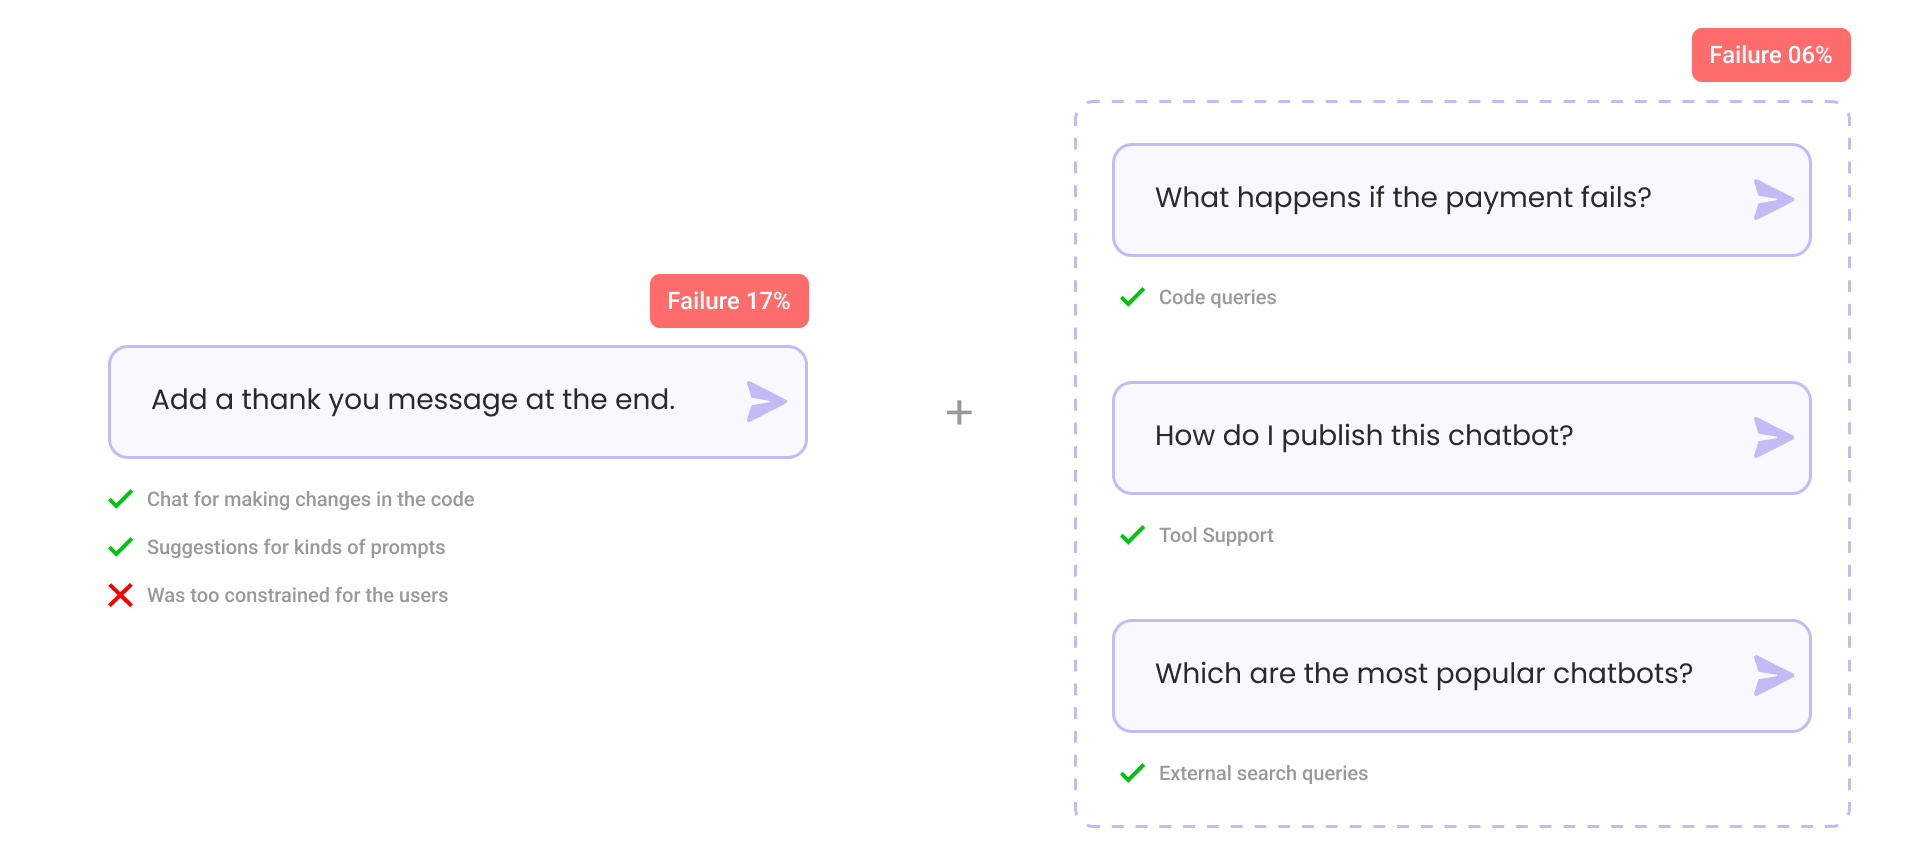 Failure 17%
Add a thank you message at the end.
Chat for making changes in the code
Suggestions for kinds of prompts
Was too constrained for the users
+
Failure 06%
What happens if the payment fails?
Code queries
How do I publish this chatbot?
Tool Support
Which are the most popular chatbots?
External search queries